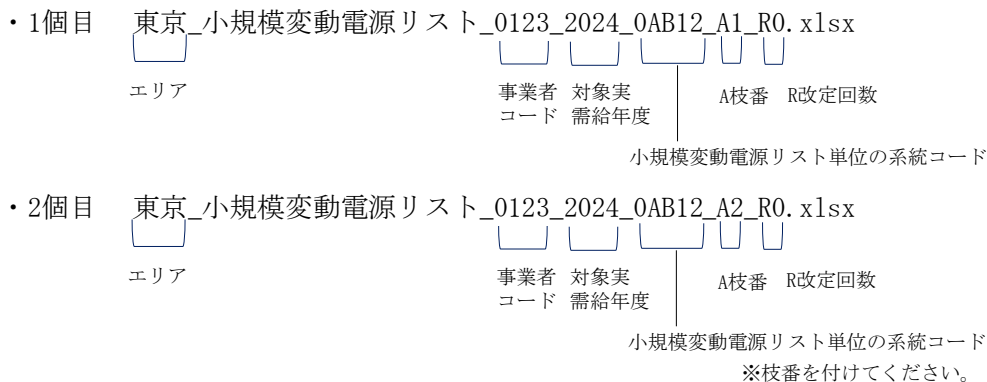 ・1個目　東京_小規模変動電源リスト_0123_2024_0AB12_A1_R0.xlsx
エリア　事業者コード　対象実需給年度　A枝番　R改定回数
小規模変動電源リスト単位の系統コード
・2個目　東京_小規模変動電源リスト_0123_2024_0AB12_A2_R0.xlsx
エリア　事業者コード　対象実需給年度　A枝番　R改定回数
小規模変動電源リスト単位の系統コード
※枝番を付けてください。